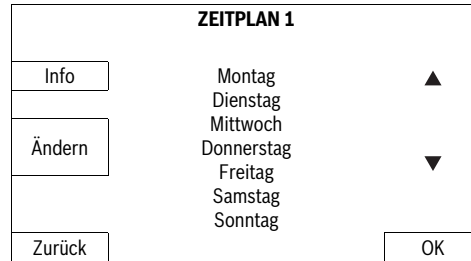 ZEITPLAN 1
Info
Montag
Dienstag
Mittwoch
Ändern
Donnerstag
Freitag
Samstag
Sonntag
Zurück
OK